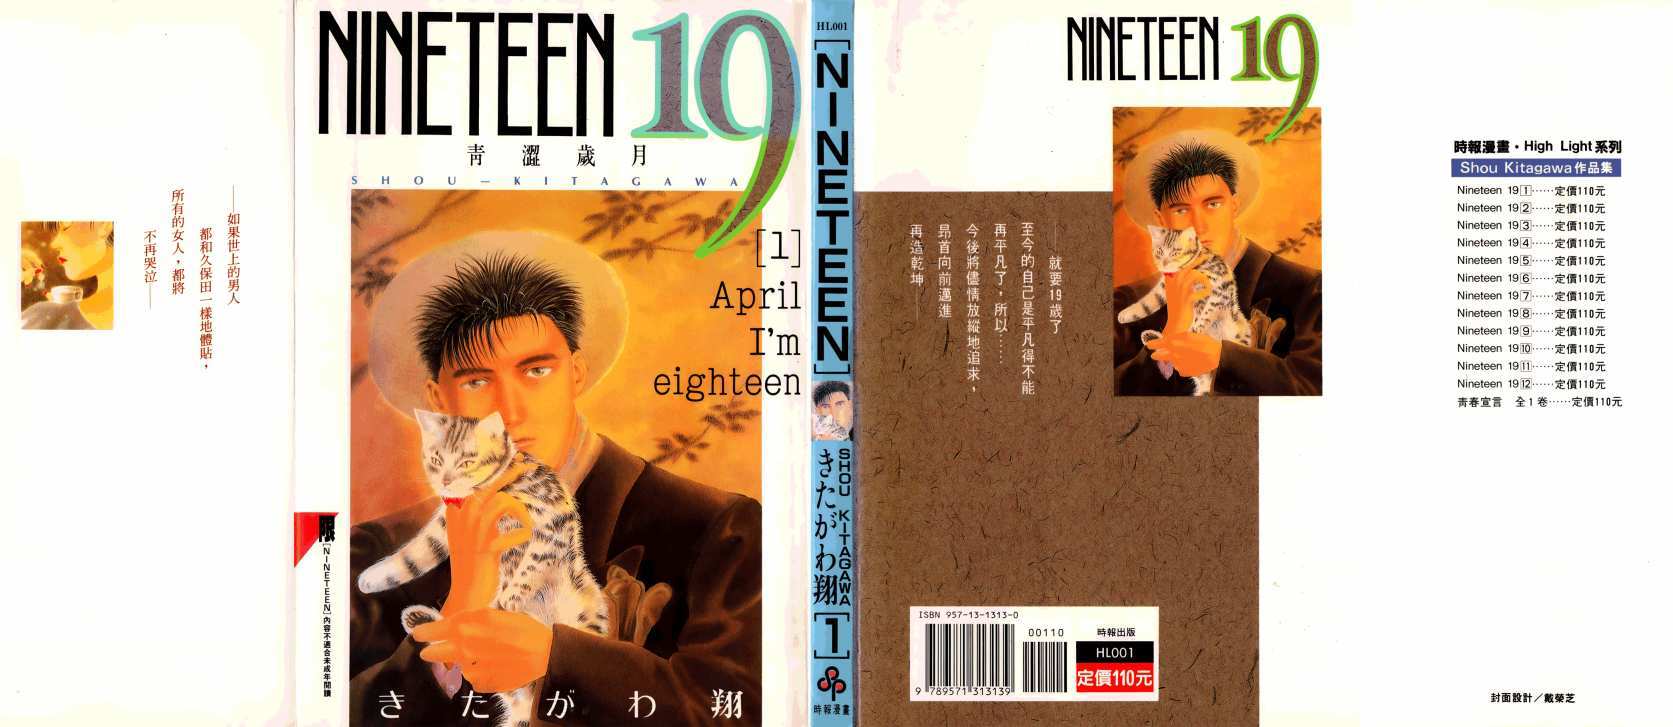 ——如果世上的男人
都和久保田一樣地體貼，
所有的女人，都將
不再哭泣——
NINETEEN 19
青澀歲月
SHOU－KITAGAWA
[1]
April
I'm
eighteen
限
[NINETEEN]內容不適合未成年閱讀
きたがわ翔
HL001
[NINETEEN]
SHOU KITAGAWA
きたがわ翔
[1]
時報漫畫
NINETEEN 19
——就要19歲了
至今的自己是平凡得不能
再平凡了，所以……
今後將儘情放縱地追求，
昂首向前邁進
再造乾坤——
ISBN 957-13-1313-0
00110
9 789571 313139
時報出版
HL001
定價110元
時報漫畫・High Light系列
Shou Kitagawa作品集
Nineteen 19 1……定價110元
Nineteen 19 2……定價110元
Nineteen 19 3……定價110元
Nineteen 19 4……定價110元
Nineteen 19 5……定價110元
Nineteen 19 6……定價110元
Nineteen 19 7……定價110元
Nineteen 19 8……定價110元
Nineteen 19 9……定價110元
Nineteen 19 10……定價110元
Nineteen 19 11……定價110元
Nineteen 19 12……定價110元
青春宣言　全1卷……定價110元
封面設計／戴榮芝